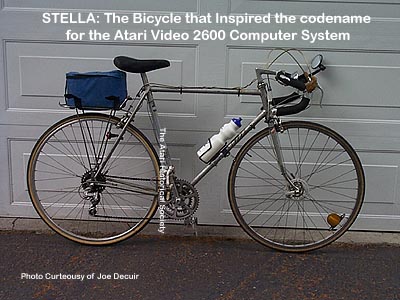 STELLA: The Bicycle that Inspired the codename
for the Atari Video 2600 Computer System
The Atari Historical Society
Photo Curteousy of Joe Decuir